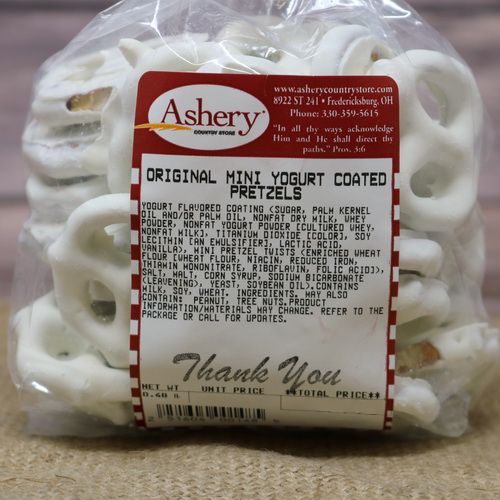 Ashery
COUNTRY STORE
www.asherycountrystore.com
8922 ST 241 • Fredericksburg, OH
Phone: 330-359-5615
"In all thy ways acknowledge
Him and He shall direct thy
paths." Prov. 3:6
ORIGINAL MINI YOGURT COATED
PRETZELS
YOGURT FLAVORED COATING (SUGAR, PALM KERNEL
OIL AND/OR PALM OIL, NONFAT DRY MILK, WHEY
POWDER, NONFAT YOGURT POWDER [CULTURED WHEY,
NONFAT MILK], TITANIUM DIOXIDE [COLOR], SOY
LECITHIN [AN EMULSIFIER], LACTIC ACID,
VANILLA), MINI PRETZEL TWISTS (ENRICHED WHEAT
FLOUR [WHEAT FLOUR, NIACIN, REDUCED IRON,
THIAMIN MONONITRATE, RIBOFLAVIN, FOLIC ACID]),
SALT, MALT, CORN SYRUP, SODIUM BICARBONATE
(LEAVENING), YEAST, SOYBEAN OIL).CONTAINS
MILK, SOY, WHEAT, INGREDIENTS. MAY ALSO
CONTAIN: PEANUT, TREE NUTS.PRODUCT
INFORMATION/MATERIALS MAY CHANGE. REFER TO THE
PACKAGE OR CALL FOR UPDATES.
Thank You
NET WT UNIT PRICE **TOTAL PRICE**
0.60 lb